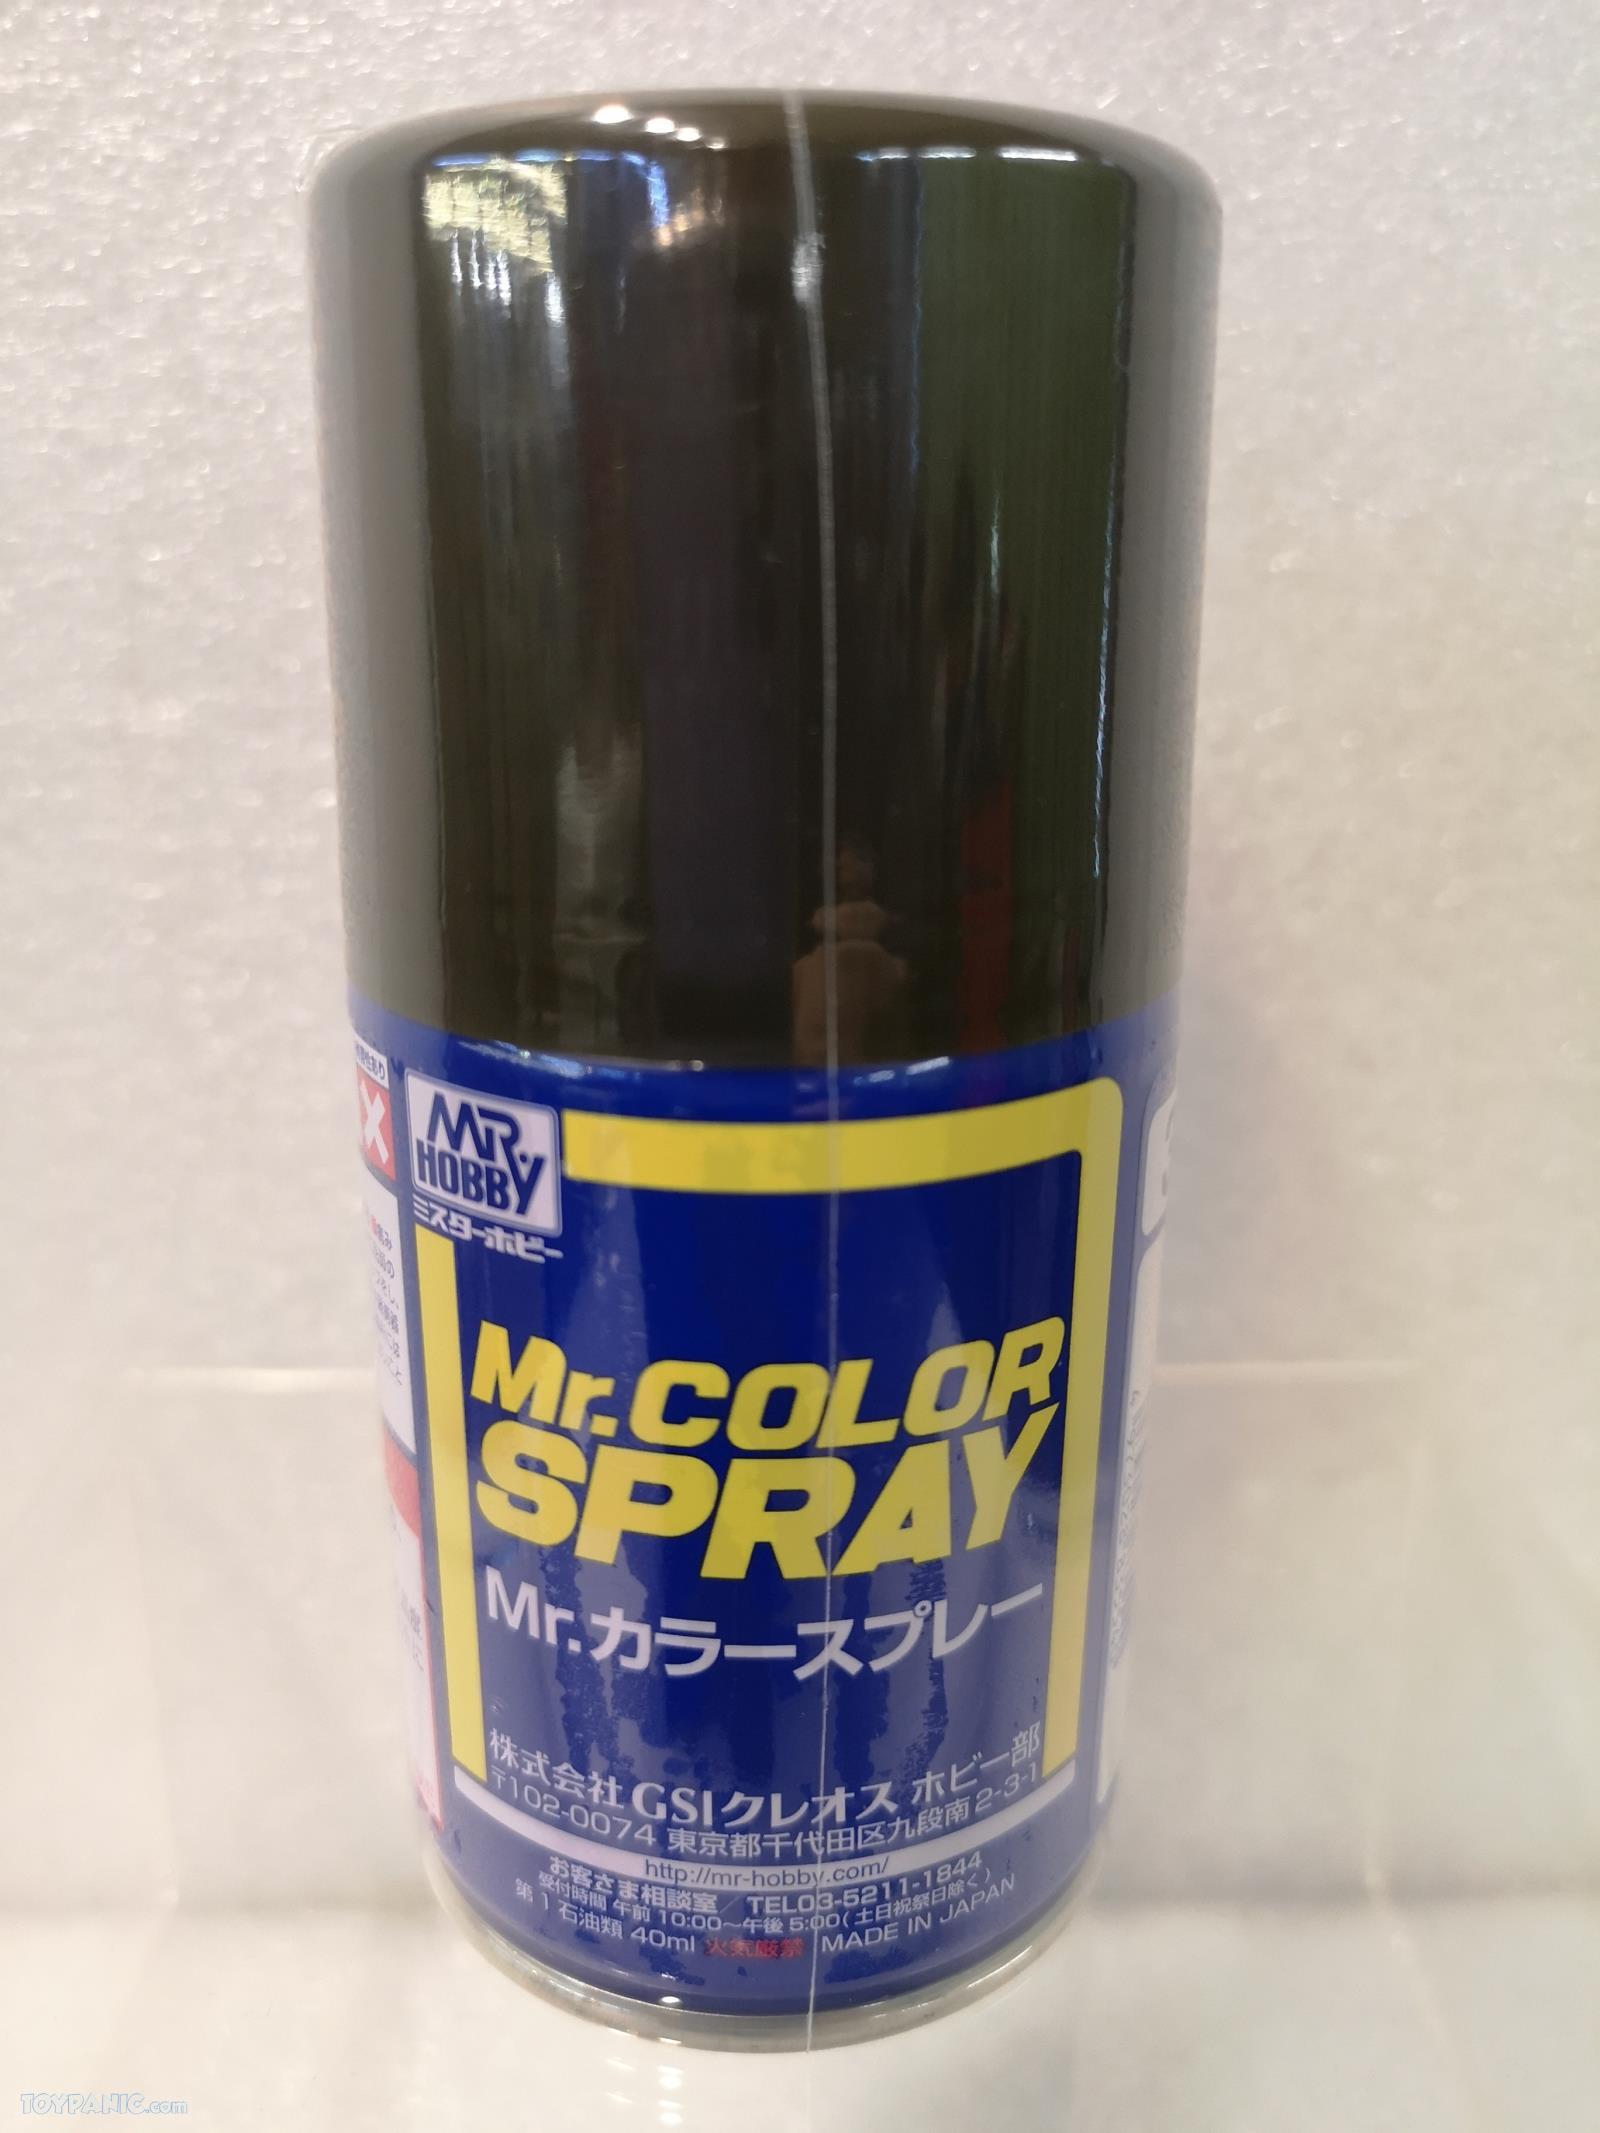 MR.
HOBBY
ミスターホビー
Mr.COLOR
SPRAY
Mr.カラースプレー
株式会社 GSIクレオス ホビー部
〒102-0074 東京都千代田区九段南2-3-1
http://mr-hobby.com/
お客さま相談室/TEL03-5211-1844
受付時間 午前 10:00～午後 5:00(土日祝祭日除く)
第1石油類 40ml 火気厳禁 MADE IN JAPAN
TOYPANIC.com